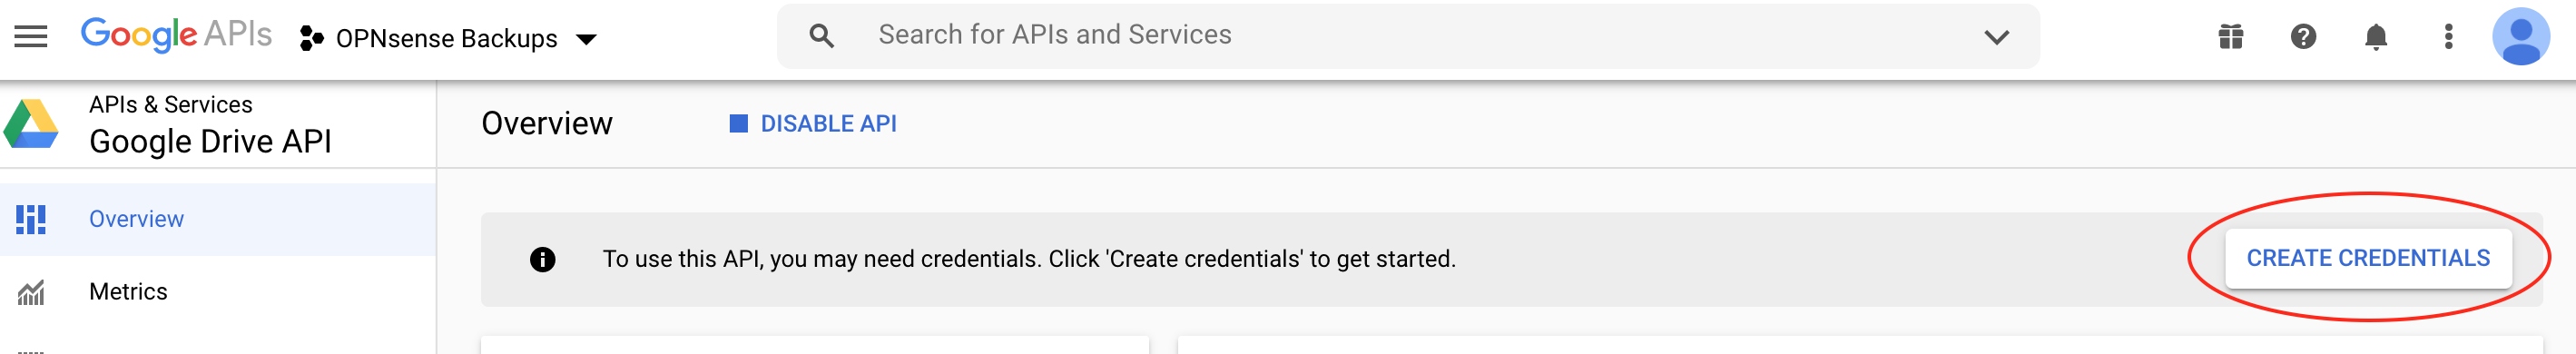 Google APIs
OPNsense Backups
Search for APIs and Services
APIs & Services
Google Drive API
Overview
DISABLE API
Overview
To use this API, you may need credentials. Click 'Create credentials' to get started.
CREATE CREDENTIALS
Metrics